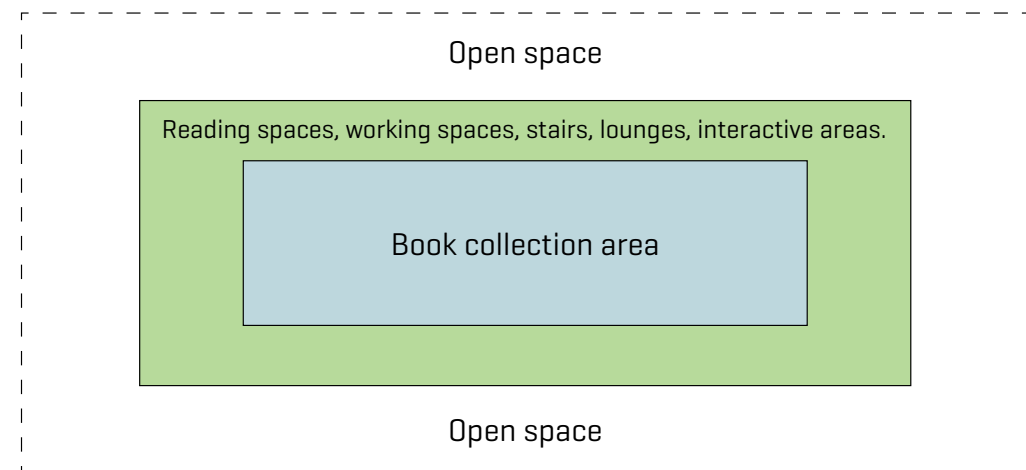 Open space
Reading spaces, working spaces, stairs, lounges, interactive areas.
Book collection area
Open space